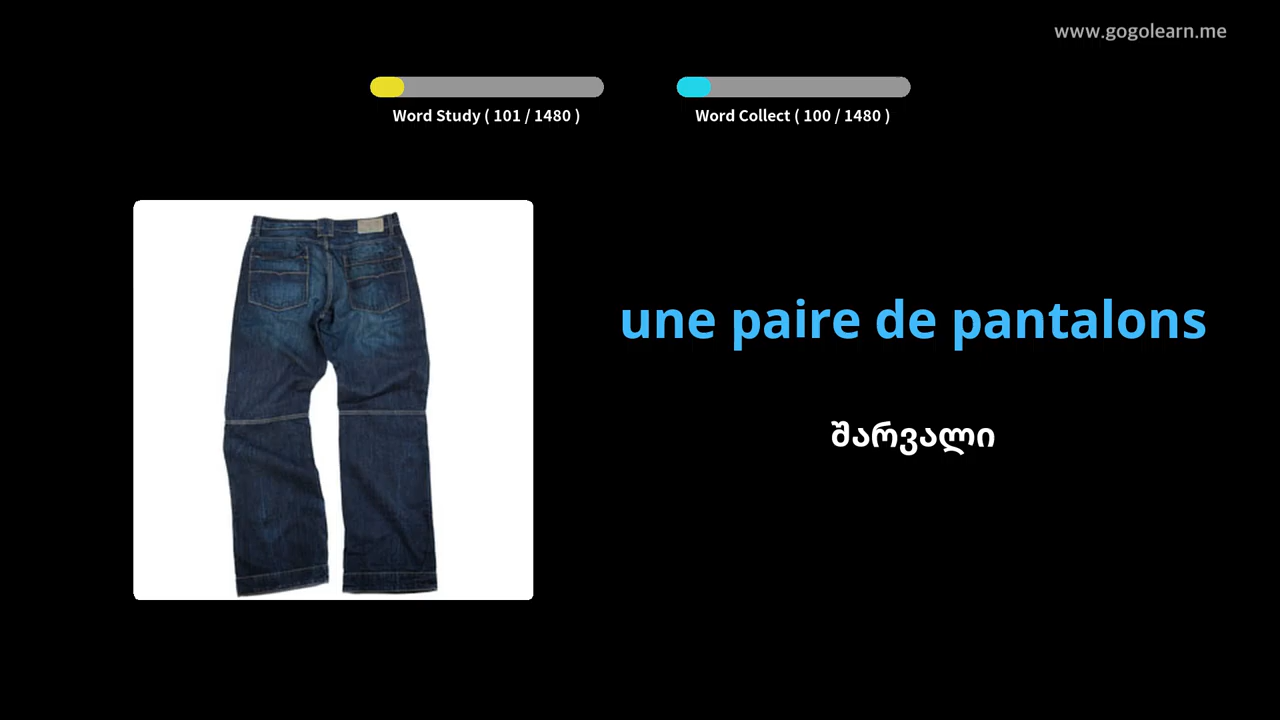 www.gogolearn.me
Word Study ( 101 / 1480 )
Word Collect ( 100 / 1480 )
une paire de pantalons
შარვალი